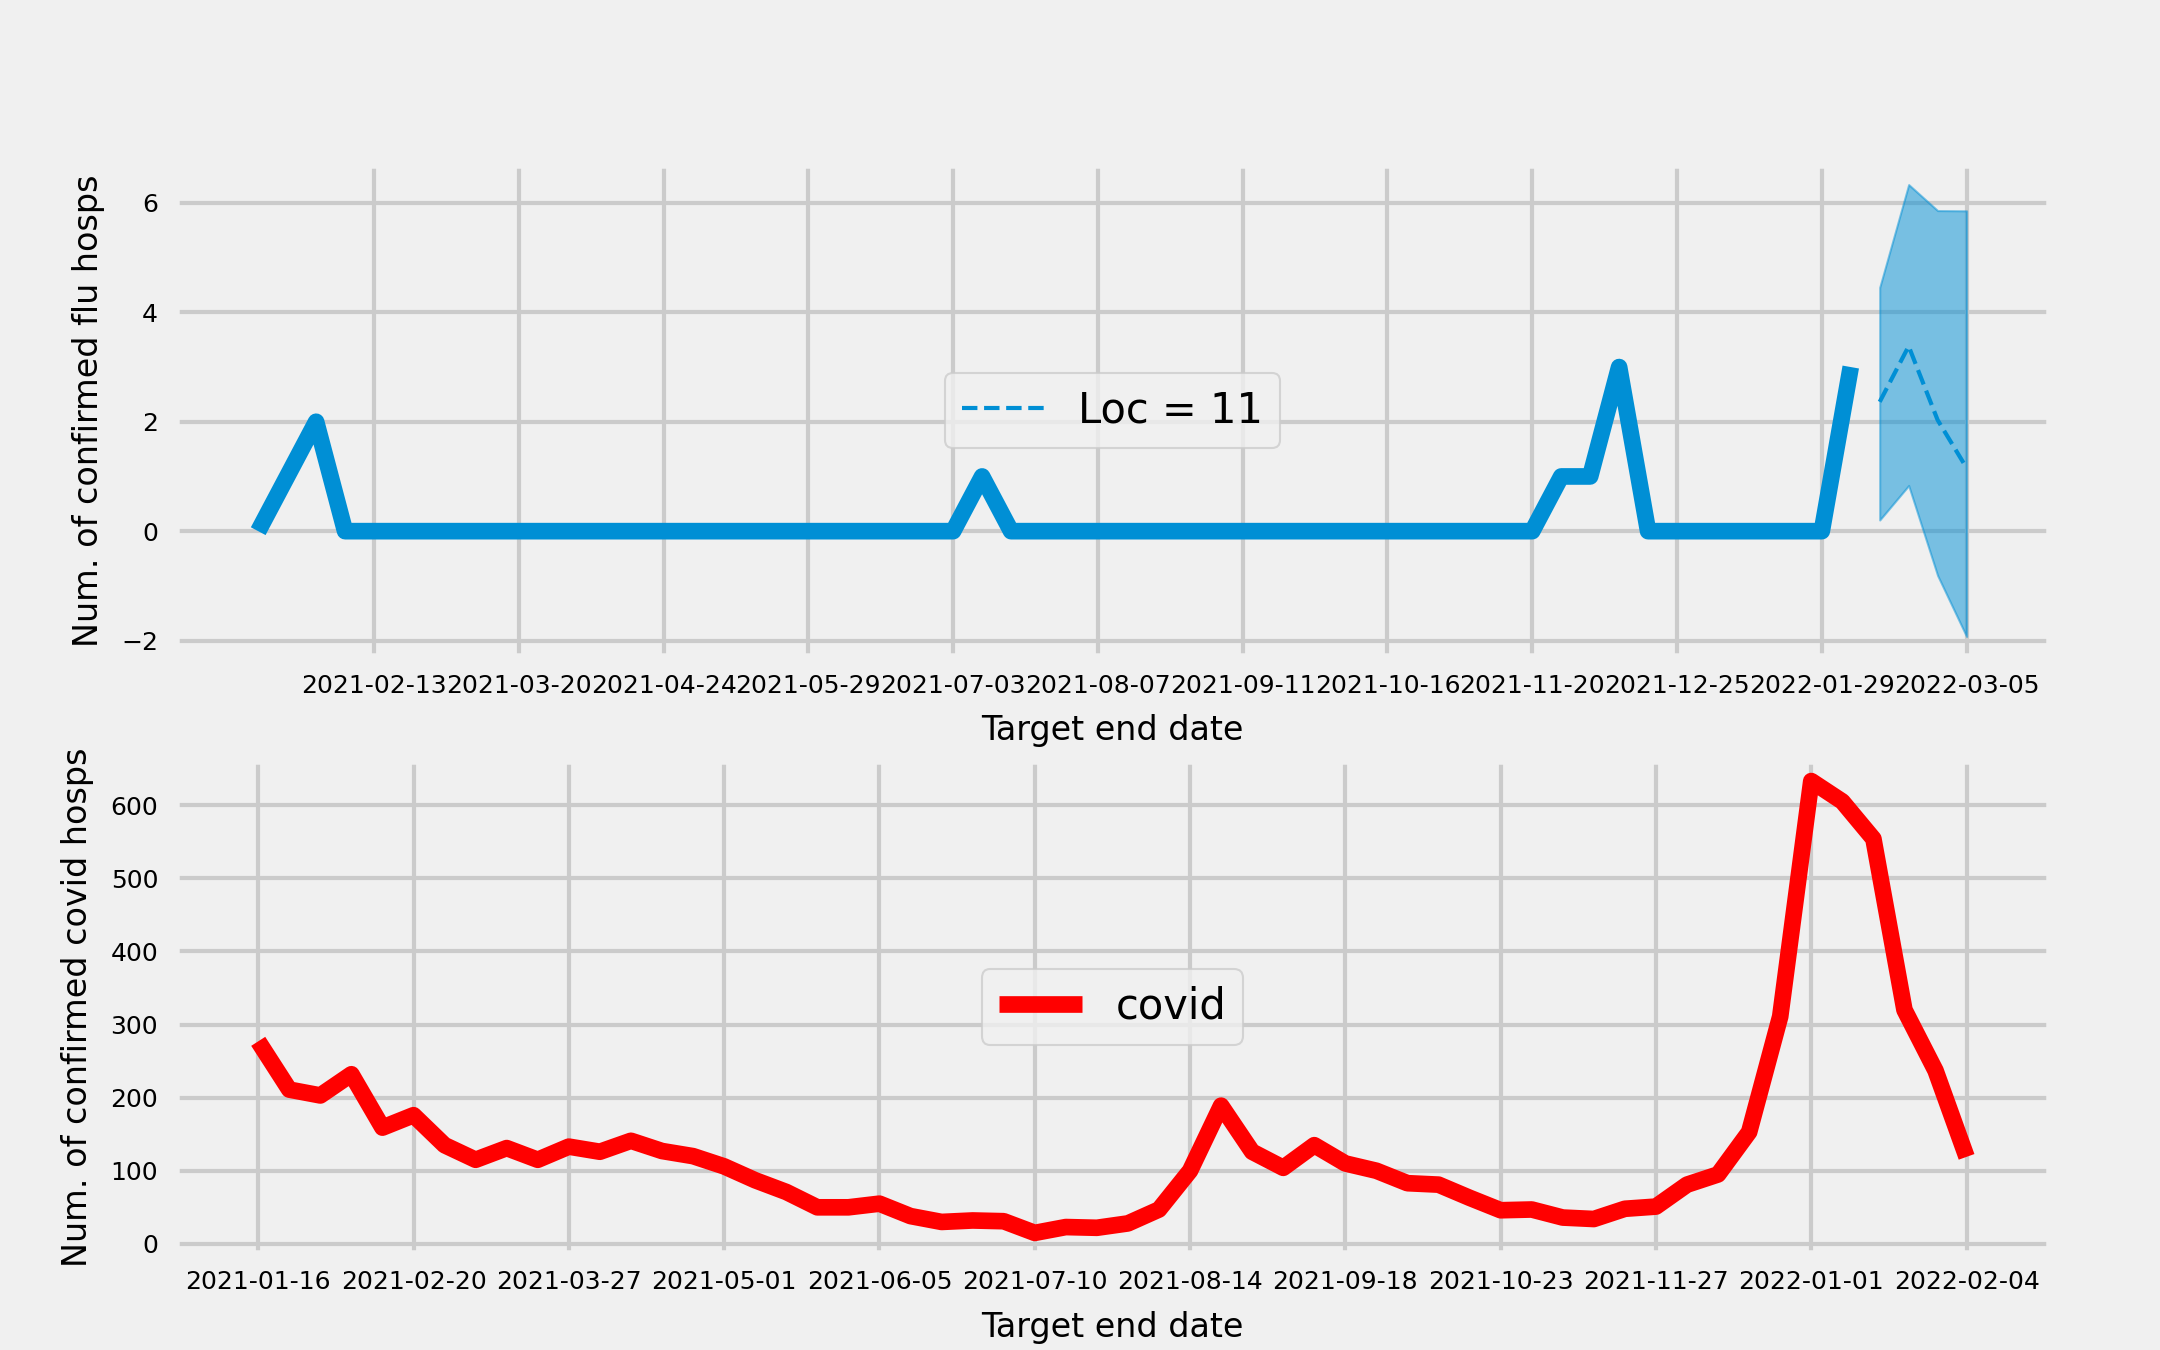 Num. of confirmed flu hosps
6
4
2
0
−2
Loc = 11
2021-02-13 2021-03-20 2021-04-24 2021-05-29 2021-07-03 2021-08-07 2021-09-11 2021-10-16 2021-11-20 2021-12-25 2022-01-29 2022-03-05
Target end date
Num. of confirmed covid hosps
600
500
400
300
200
100
0
covid
2021-01-16 2021-02-20 2021-03-27 2021-05-01 2021-06-05 2021-07-10 2021-08-14 2021-09-18 2021-10-23 2021-11-27 2022-01-01 2022-02-04
Target end date